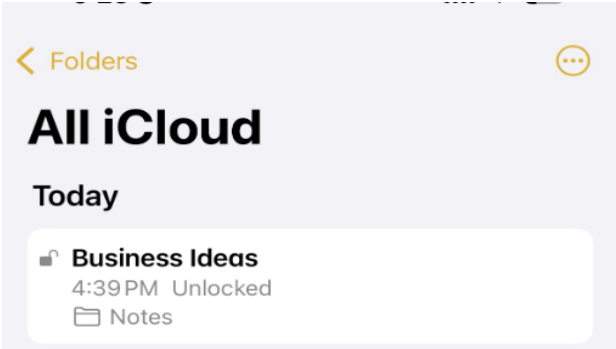 Folders
All iCloud
Today
Business Ideas
4:39 PM Unlocked
Notes